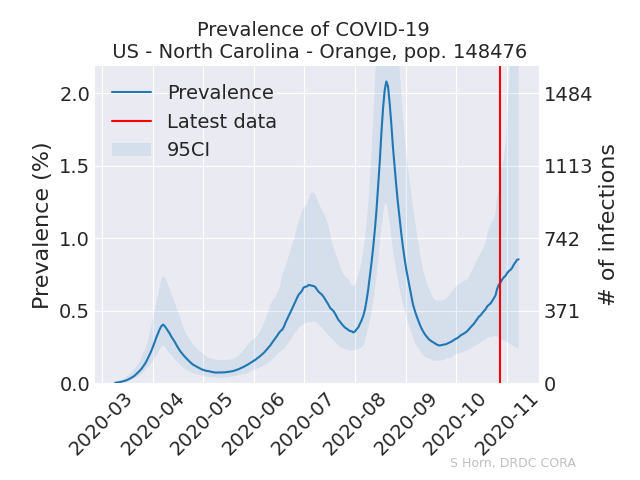 Prevalence of COVID-19
US - North Carolina - Orange, pop. 148476
Prevalence
Latest data
95CI
Prevalence (%)
2.0
1.5
1.0
0.5
0.0
1484
1113
742
371
0
# of infections
2020-03
2020-04
2020-05
2020-06
2020-07
2020-08
2020-09
2020-10
2020-11
S Horn, DRDC CORA